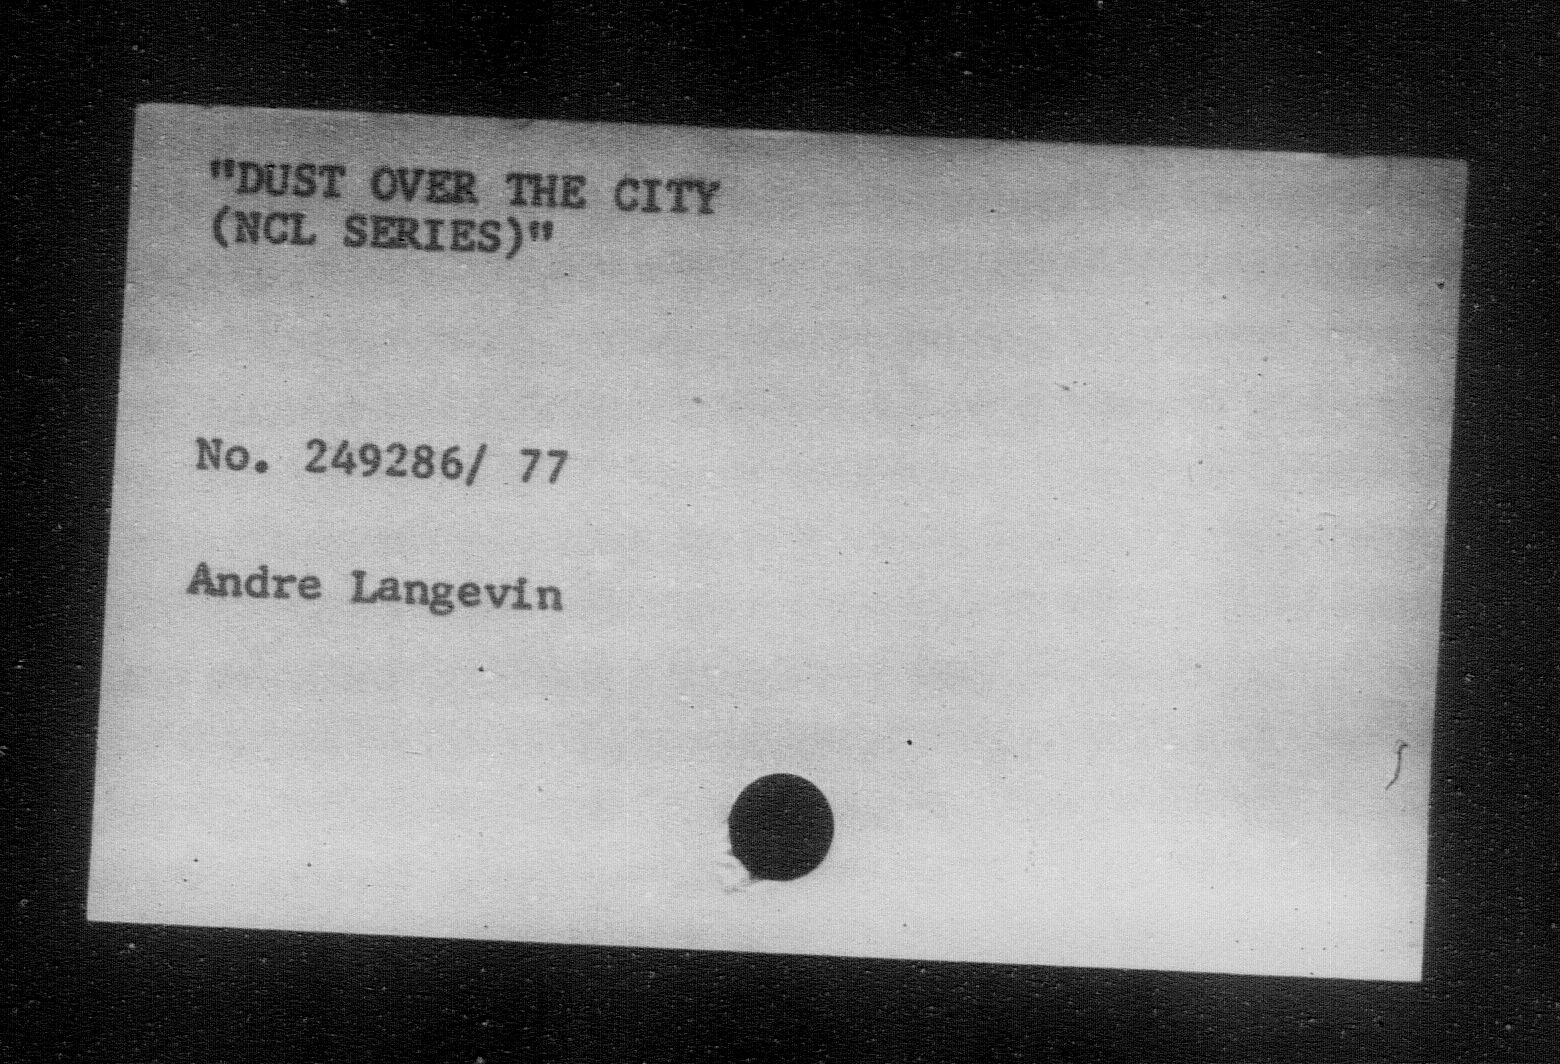 "DUST OVER THE CITY
(NCL SERIES)"
No. 249286/ 77
Andre Langevin